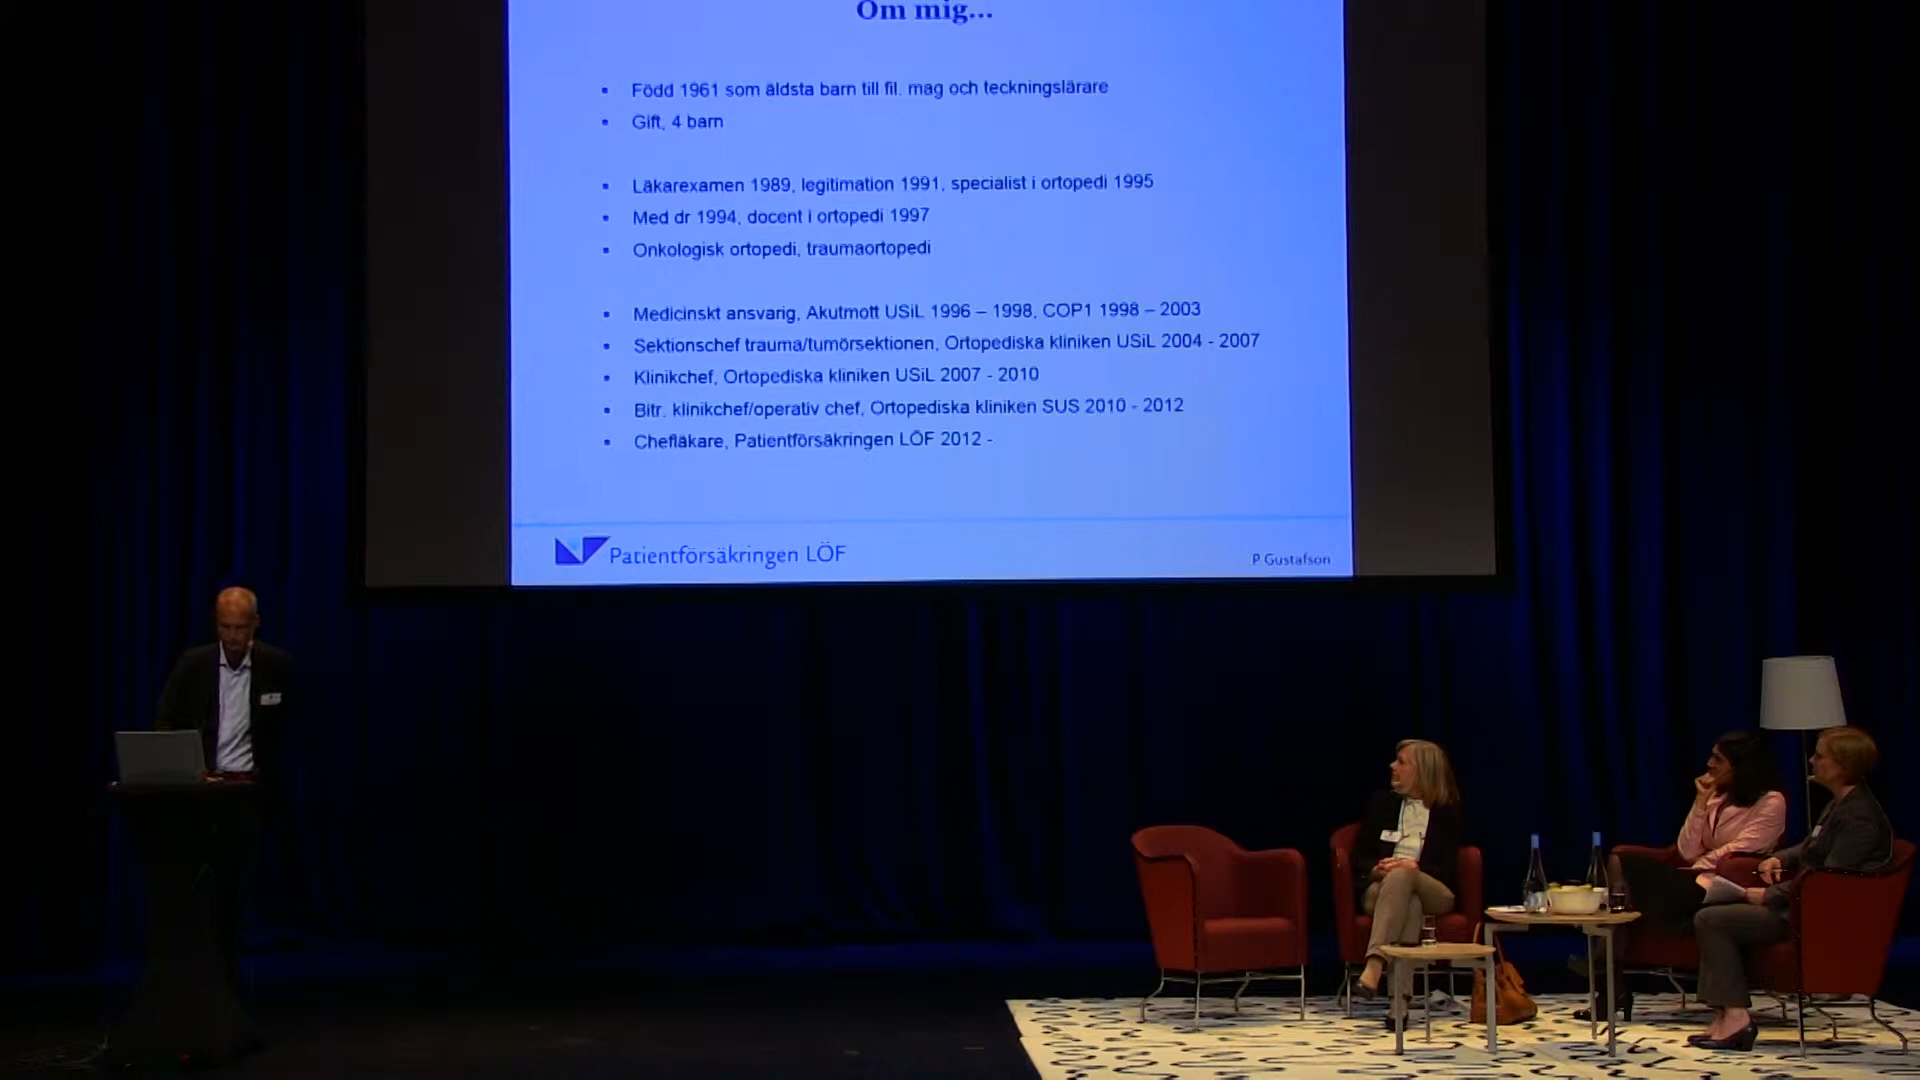 Om mig...
Född 1961 som äldsta barn till fil. mag och teckningslärare
Gift, 4 barn
Läkarexamen 1989, legitimation 1991, specialist i ortopedi 1995
Med dr 1994, docent i ortopedi 1997
Onkologisk ortopedi, traumaortopedi
Medicinskt ansvarig, Akutmott USiL 1996 – 1998, COP1 1998 – 2003
Sektionschef trauma/tumörsektionen, Ortopediska kliniken USiL 2004 - 2007
Klinikchef, Ortopediska kliniken USiL 2007 - 2010
Bitr. klinikchef/operativ chef, Ortopediska kliniken SUS 2010 - 2012
Chefläkare, Patientförsäkringen LÖF 2012 -
Patientförsäkringen LÖF
P Gustafson